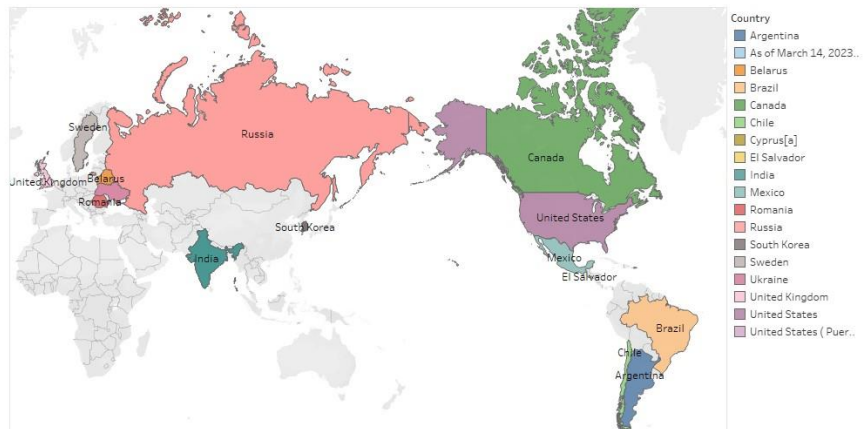 Country
Argentina
As of March 14, 2023..
Belarus
Brazil
Canada
Chile
Cyprus[a]
El Salvador
India
Mexico
Romania
Russia
South Korea
Sweden
Ukraine
United Kingdom
United States
United States ( Puer..
Sweden
Russia
Canada
United Kingdom
Belarus
Romania
United States
South Korea
India
Mexico
El Salvador
Brazil
Chile
Argentina